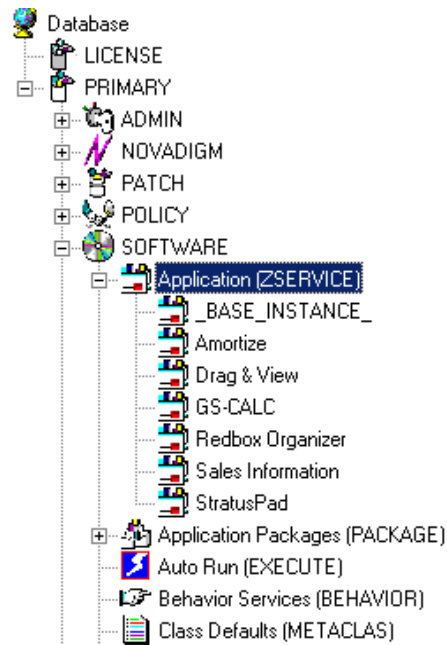 Database
LICENSE
PRIMARY
ADMIN
NOVADIGM
PATCH
POLICY
SOFTWARE
Application (ZSERVICE)
_BASE_INSTANCE_
Amortize
Drag & View
GS-CALC
Redbox Organizer
Sales Information
StratusPad
Application Packages (PACKAGE)
Auto Run (EXECUTE)
Behavior Services (BEHAVIOR)
Class Defaults (METACLAS)